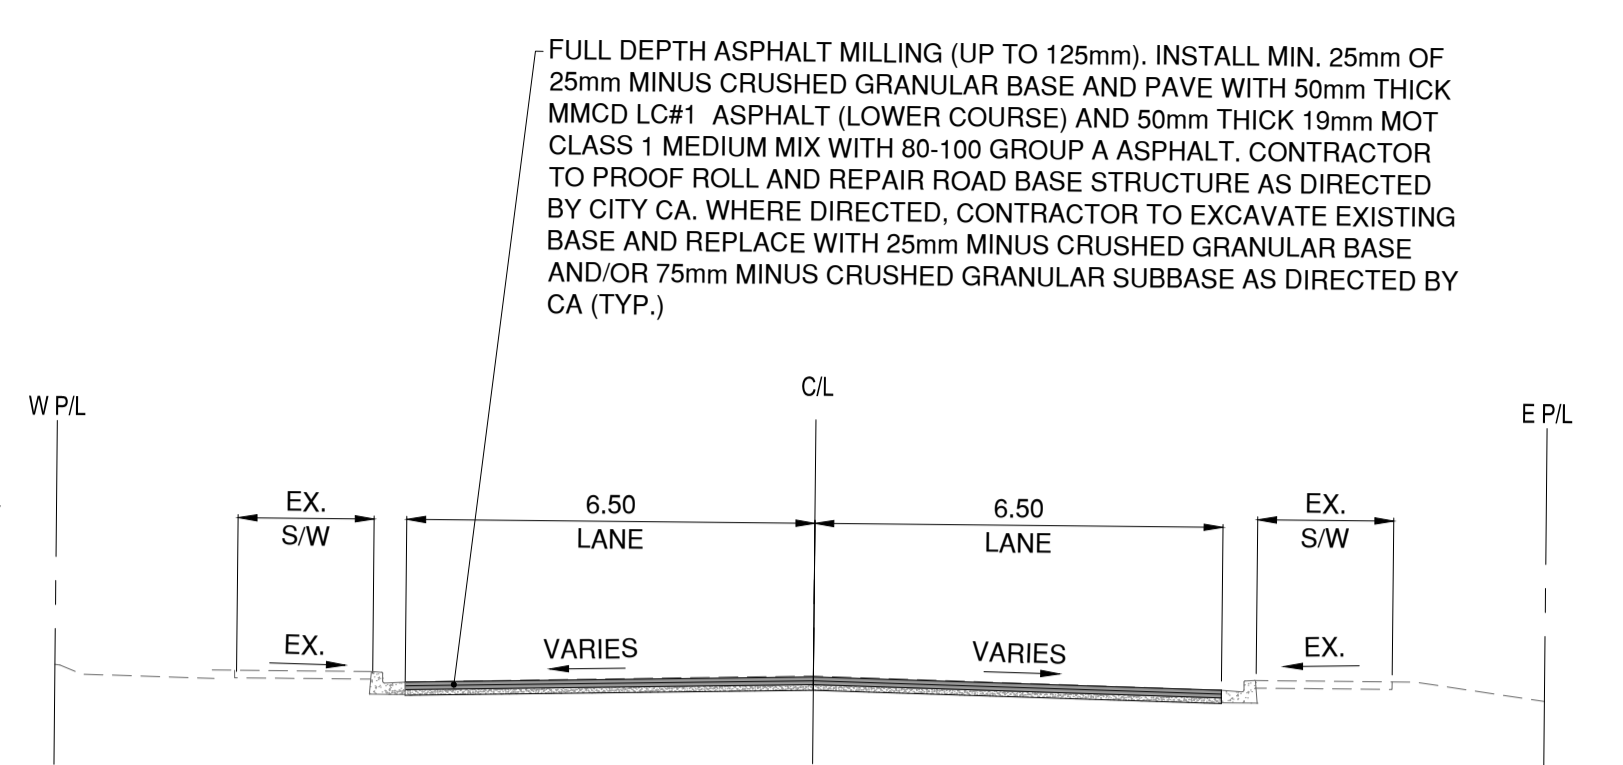 FULL DEPTH ASPHALT MILLING (UP TO 125mm). INSTALL MIN. 25mm OF
25mm MINUS CRUSHED GRANULAR BASE AND PAVE WITH 50mm THICK
MMCD LC#1 ASPHALT (LOWER COURSE) AND 50mm THICK 19mm MOT
CLASS 1 MEDIUM MIX WITH 80-100 GROUP A ASPHALT. CONTRACTOR
TO PROOF ROLL AND REPAIR ROAD BASE STRUCTURE AS DIRECTED
BY CITY CA. WHERE DIRECTED, CONTRACTOR TO EXCAVATE EXISTING
BASE AND REPLACE WITH 25mm MINUS CRUSHED GRANULAR BASE
AND/OR 75mm MINUS CRUSHED GRANULAR SUBBASE AS DIRECTED BY
CA (TYP.)
C/L
W P/L
E P/L
EX.
S/W
6.50
LANE
6.50
LANE
EX.
S/W
EX.
VARIES
VARIES
EX.